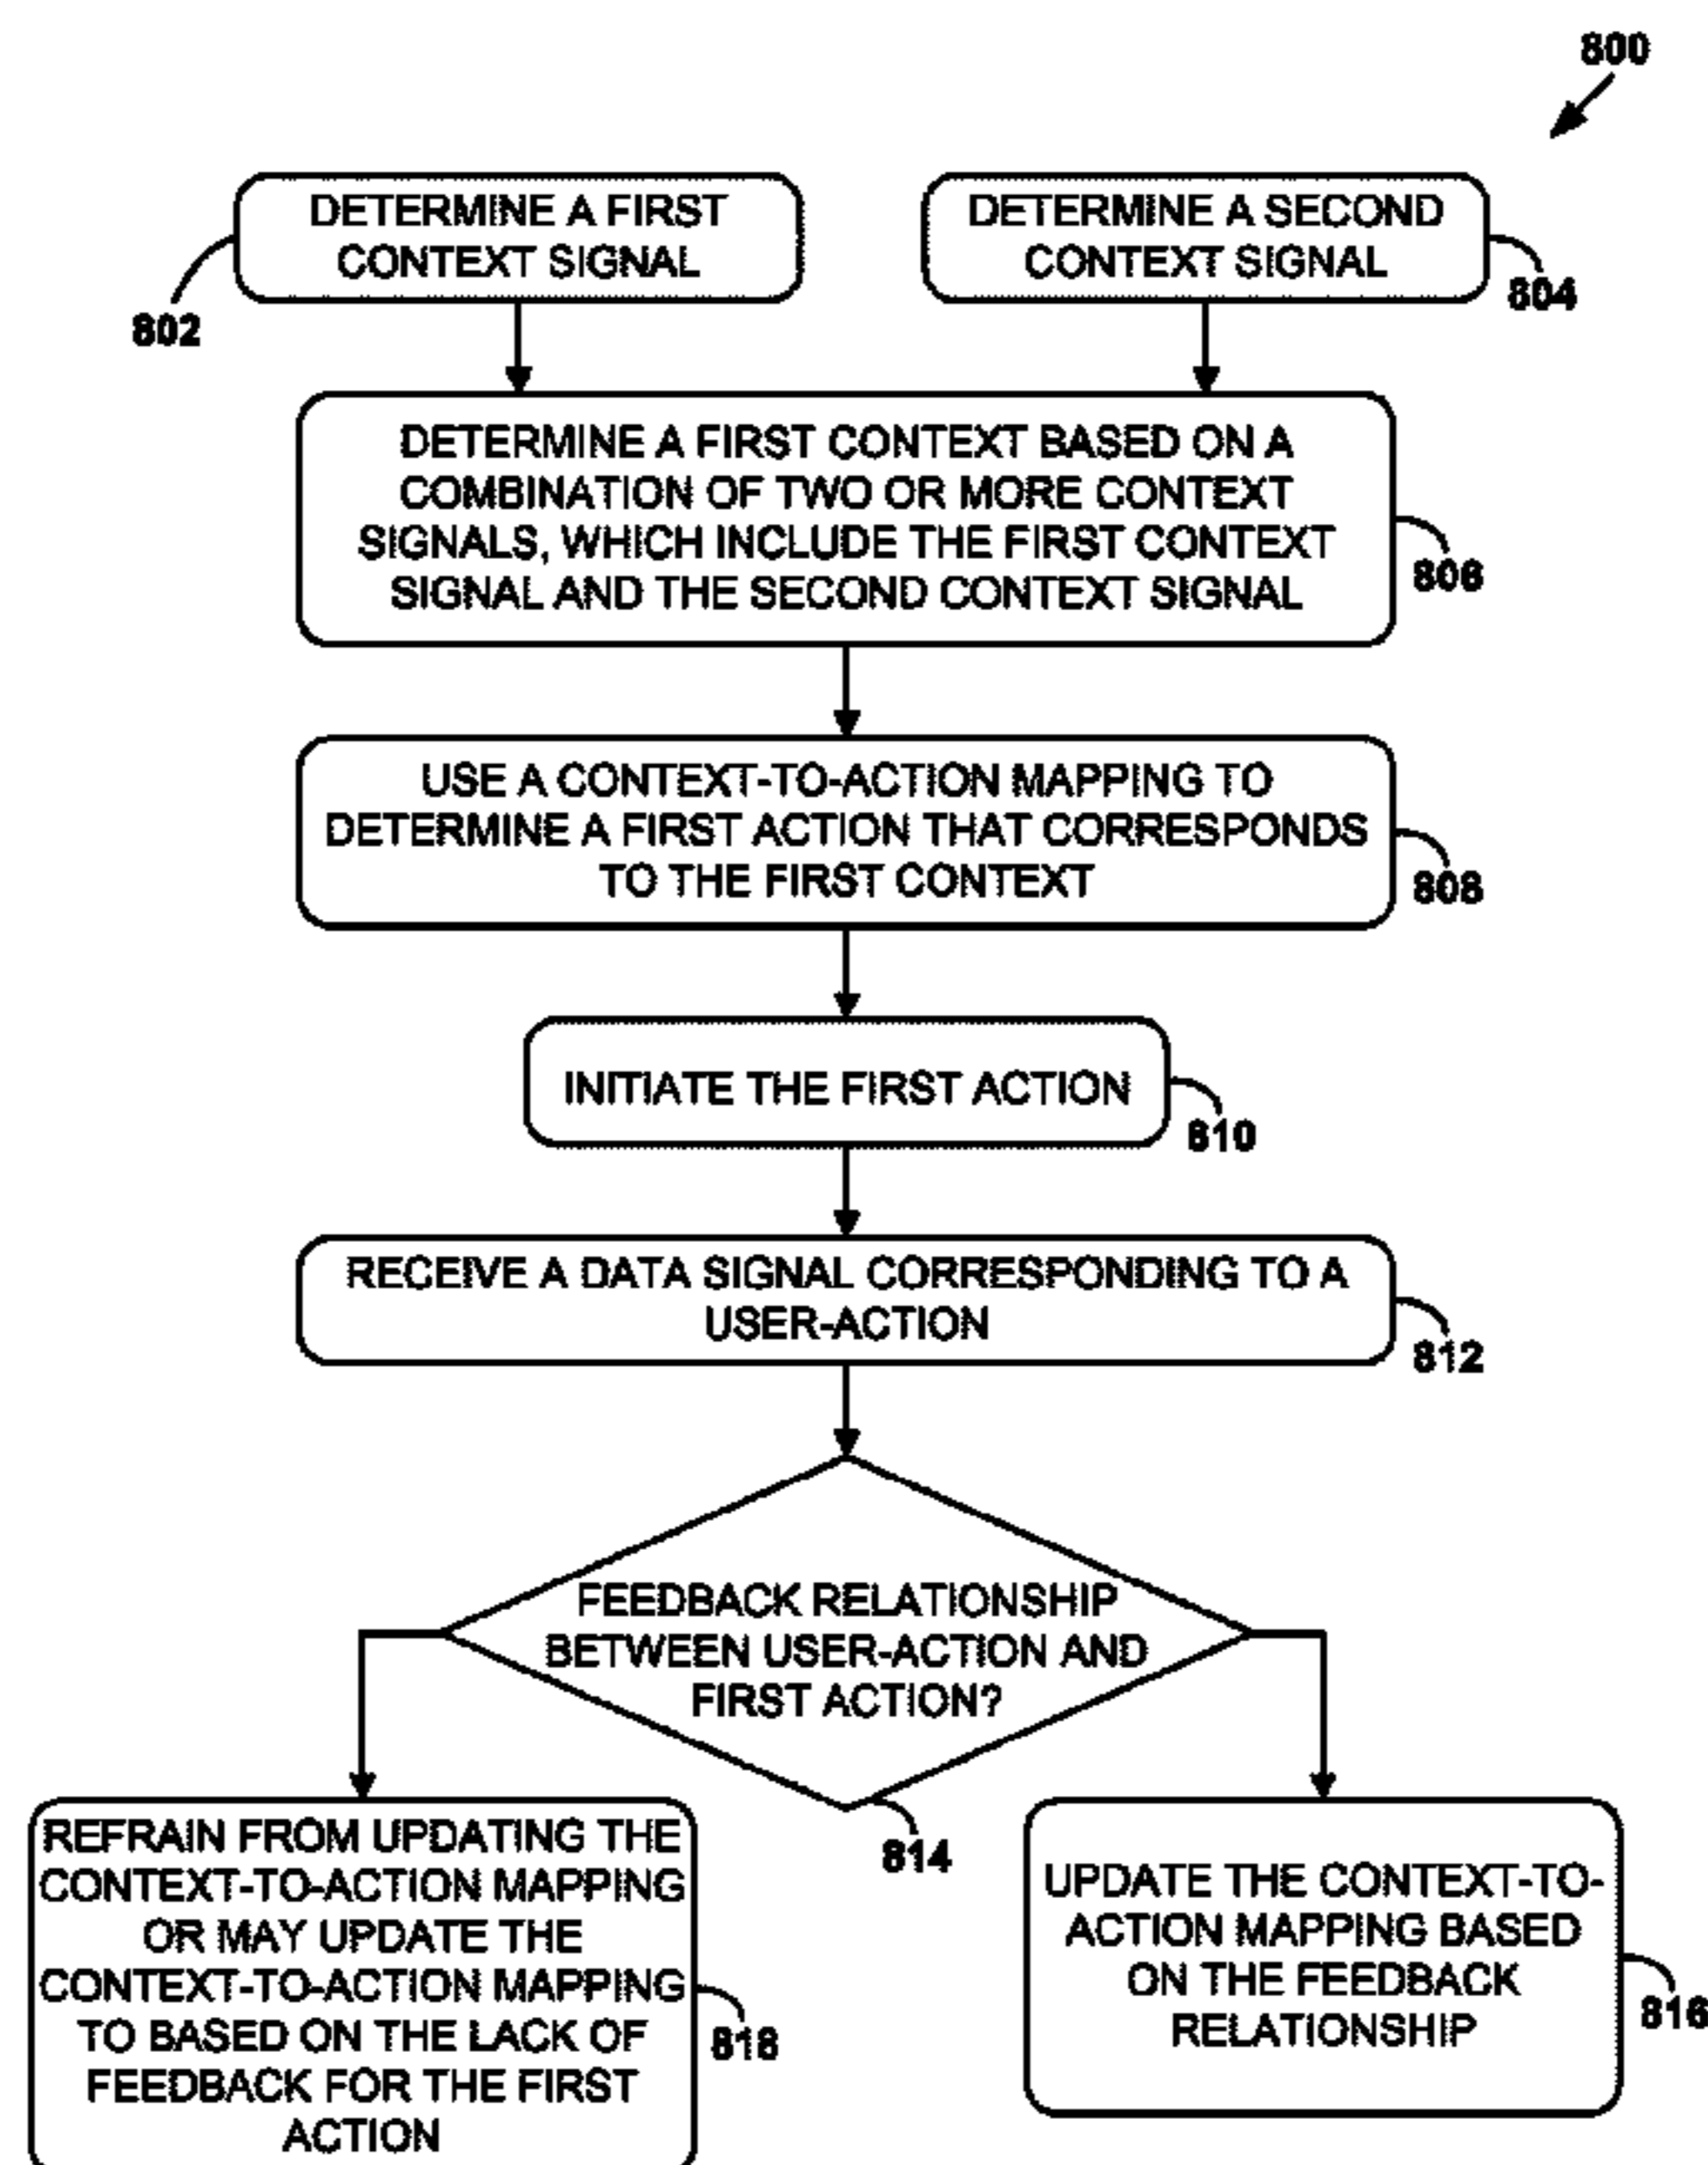 800
DETERMINE A FIRST
CONTEXT SIGNAL
802
DETERMINE A SECOND
CONTEXT SIGNAL
804
DETERMINE A FIRST CONTEXT BASED ON A
COMBINATION OF TWO OR MORE CONTEXT
SIGNALS, WHICH INCLUDE THE FIRST CONTEXT
SIGNAL AND THE SECOND CONTEXT SIGNAL
806
USE A CONTEXT-TO-ACTION MAPPING TO
DETERMINE A FIRST ACTION THAT CORRESPONDS
TO THE FIRST CONTEXT
808
INITIATE THE FIRST ACTION
810
RECEIVE A DATA SIGNAL CORRESPONDING TO A
USER-ACTION
812
FEEDBACK RELATIONSHIP
BETWEEN USER-ACTION AND
FIRST ACTION?
814
REFRAIN FROM UPDATING THE
CONTEXT-TO-ACTION MAPPING
OR MAY UPDATE THE
CONTEXT-TO-ACTION MAPPING
TO BASED ON THE LACK OF
FEEDBACK FOR THE FIRST
ACTION
818
UPDATE THE CONTEXT-TO-
ACTION MAPPING BASED
ON THE FEEDBACK
RELATIONSHIP
816